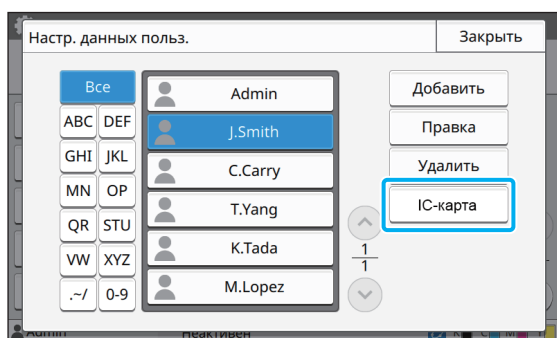 Настр. данных польз.
Закрыть
Все
ABC DEF
GHI JKL
MN OP
QR STU
VW XYZ
.~/ 0-9
Admin
J.Smith
C.Carry
T.Yang
K.Tada
M.Lopez
1
1
Добавить
Правка
Удалить
IC-карта
Admin
Неактивен
K C M Y